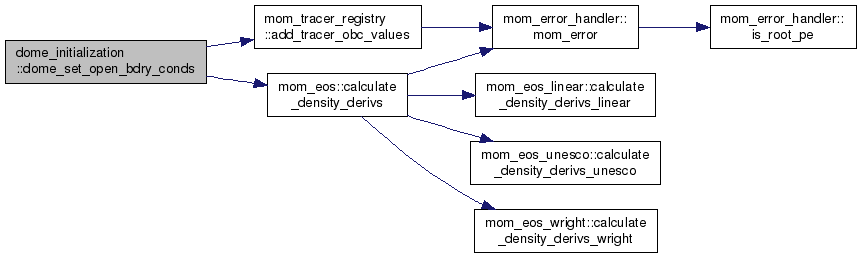 dome_initialization
::dome_set_open_bdry_conds
mom_tracer_registry
::add_tracer_obc_values
mom_error_handler::
mom_error
mom_error_handler::
is_root_pe
mom_eos::calculate
_density_derivs
mom_eos_linear::calculate
_density_derivs_linear
mom_eos_unesco::calculate
_density_derivs_unesco
mom_eos_wright::calculate
_density_derivs_wright